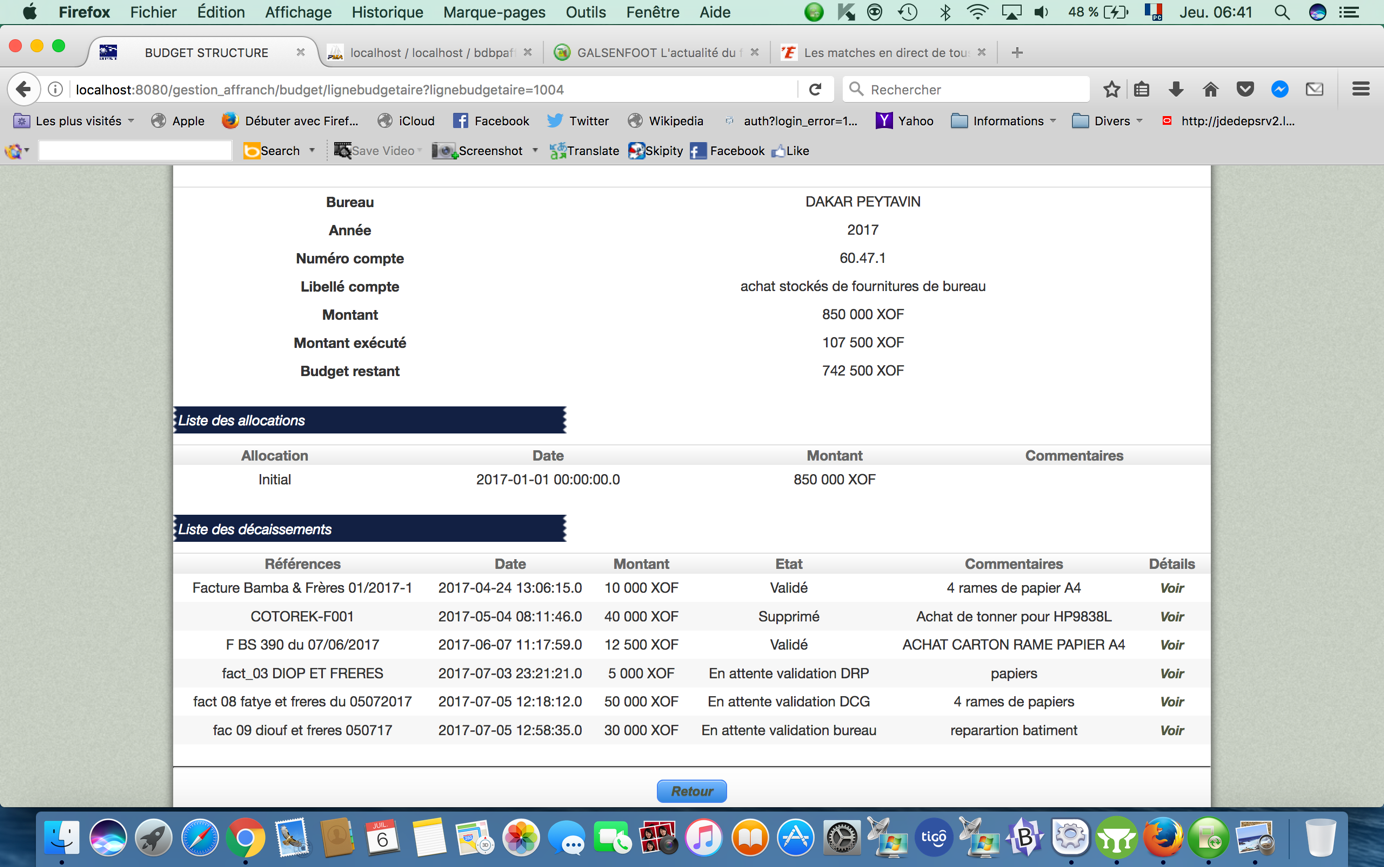 Firefox Fichier Édition Affichage Historique Marque-pages Outils Fenêtre Aide 48 % PC Jeu. 06:41
BUDGET STRUCTURE localhost / localhost / bdbpaf GALSENFOOT L'actualité du f Les matches en direct de tou
localhost:8080/gestion_affranch/budget/lignebudgetaire?lignebudgetaire=1004 Rechercher
Les plus visités Apple Débuter avec Firef... iCloud Facebook Twitter Wikipedia auth?login_error=1... Yahoo Informations Divers http://jdedepsrv2.l...
Search Save Video Screenshot Translate Skipity Facebook Like
Bureau DAKAR PEYTAVIN
Année 2017
Numéro compte 60.47.1
Libellé compte achat stockés de fournitures de bureau
Montant 850 000 XOF
Montant exécuté 107 500 XOF
Budget restant 742 500 XOF
Liste des allocations
Allocation Date Montant Commentaires
Initial 2017-01-01 00:00:00.0 850 000 XOF
Liste des décaissements
Références Date Montant Etat Commentaires Détails
Facture Bamba & Frères 01/2017-1 2017-04-24 13:06:15.0 10 000 XOF Validé 4 rames de papier A4 Voir
COTOREK-F001 2017-05-04 08:11:46.0 40 000 XOF Supprimé Achat de tonner pour HP9838L Voir
F BS 390 du 07/06/2017 2017-06-07 11:17:59.0 12 500 XOF Validé ACHAT CARTON RAME PAPIER A4 Voir
fact_03 DIOP ET FRERES 2017-07-03 23:21:21.0 5 000 XOF En attente validation DRP papiers Voir
fact 08 fatye et freres du 05072017 2017-07-05 12:18:12.0 50 000 XOF En attente validation DCG 4 rames de papiers Voir
fac 09 diouf et freres 050717 2017-07-05 12:58:35.0 30 000 XOF En attente validation bureau reparartion batiment Voir
Retour
JUIL. 6 3D tigo B